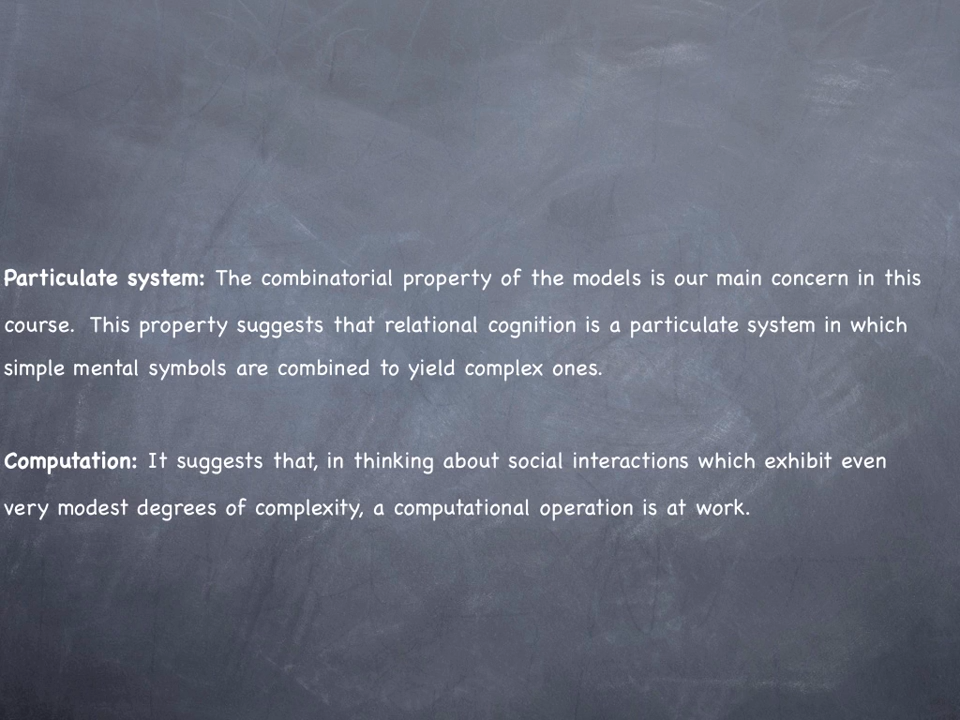 Particulate system: The combinatorial property of the models is our main concern in this
course.  This property suggests that relational cognition is a particulate system in which
simple mental symbols are combined to yield complex ones.
Computation: It suggests that, in thinking about social interactions which exhibit even
very modest degrees of complexity, a computational operation is at work.